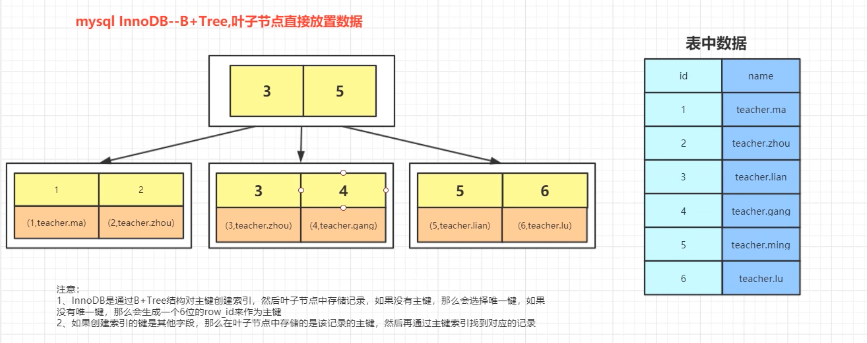 mysql InnoDB--B+Tree,叶子节点直接放置数据
表中数据
3 5
1 2
(1,teacher.ma) (2,teacher.zhou)
3 4
(3,teacher.zhou) (4,teacher.gang)
5 6
(5,teacher.lian) (6,teacher.lu)
id name
1 teacher.ma
2 teacher.zhou
3 teacher.lian
4 teacher.gang
5 teacher.ming
6 teacher.lu
注意：
1、InnoDB是通过B+Tree结构对主键创建索引，然后叶子节点中存储记录，如果没有主键，那么会选择唯一键，如果
没有唯一键，那么会生成一个6位的row_id来作为主键
2、如果创建索引的键是其他字段，那么在叶子节点中存储的是该记录的主键，然后再通过主键索引找到对应的记录